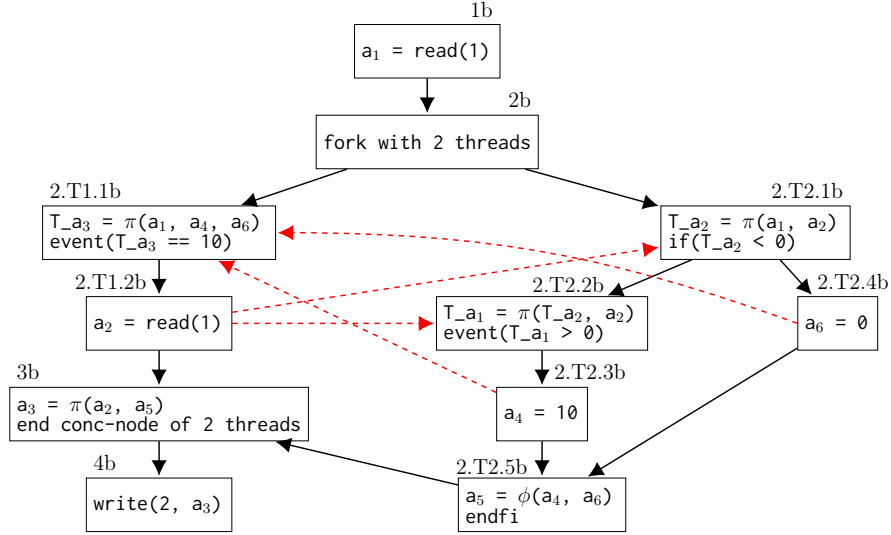 1b
a₁ = read(1)
2b
fork with 2 threads
2.T1.1b
T_a₃ = π(a₁, a₄, a₆)
event(T_a₃ == 10)
2.T2.1b
T_a₂ = π(a₁, a₂)
if(T_a₂ < 0)
2.T1.2b
a₂ = read(1)
2.T2.2b
T_a₁ = π(T_a₂, a₂)
event(T_a₁ > 0)
2.T2.4b
a₆ = 0
3b
a₃ = π(a₂, a₅)
end conc-node of 2 threads
2.T2.3b
a₄ = 10
4b
write(2, a₃)
2.T2.5b
a₅ = ϕ(a₄, a₆)
endfi